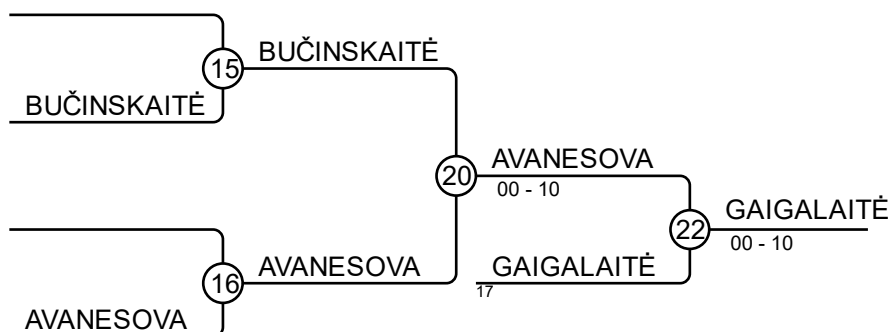 15
BUČINSKAITĖ
BUČINSKAITĖ
20
AVANESOVA
00 - 10
22
GAIGALAITĖ
00 - 10
16
AVANESOVA
GAIGALAITĖ
17
AVANESOVA